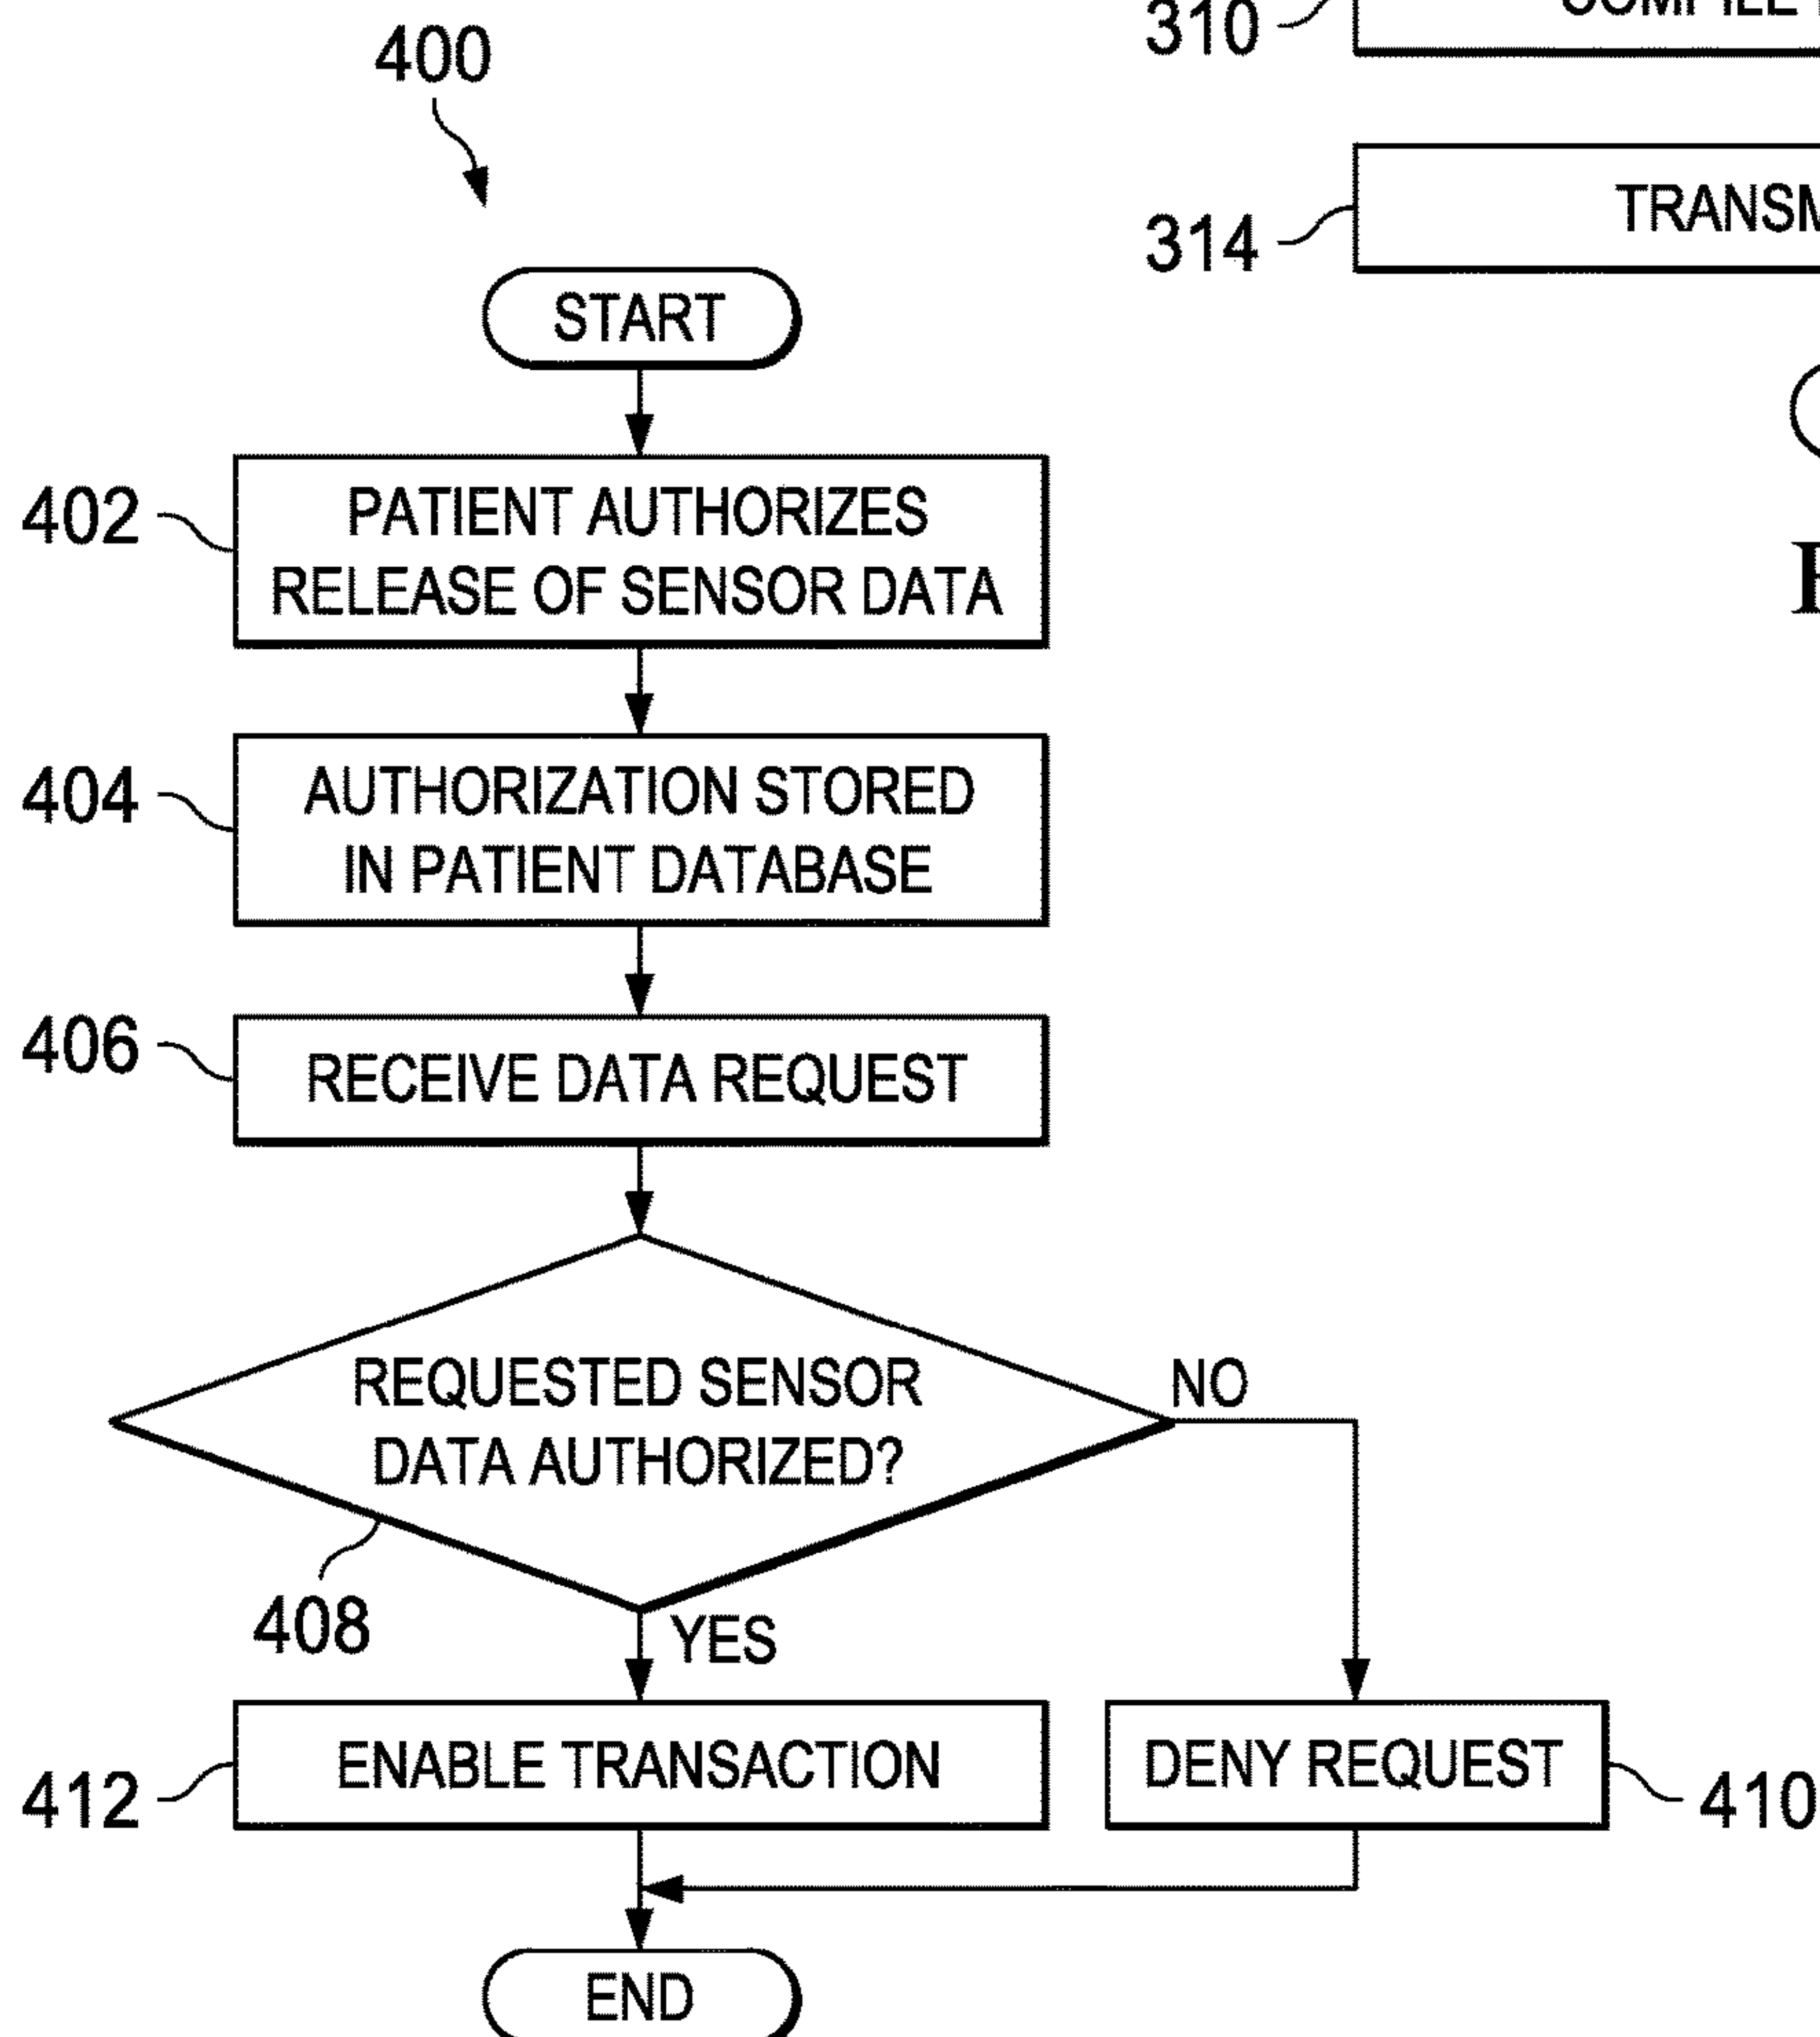 400
START
402
PATIENT AUTHORIZES
RELEASE OF SENSOR DATA
404
AUTHORIZATION STORED
IN PATIENT DATABASE
406
RECEIVE DATA REQUEST
REQUESTED SENSOR
DATA AUTHORIZED?
NO
408
YES
412
ENABLE TRANSACTION
DENY REQUEST
410
END
310
314